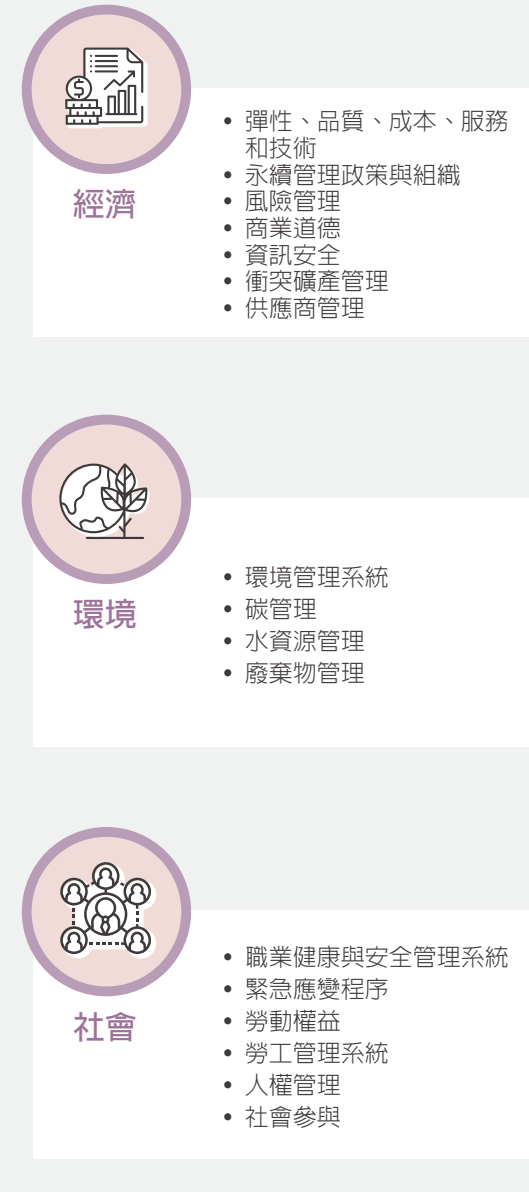 經濟
• 彈性、品質、成本、服務
和技術
• 永續管理政策與組織
• 風險管理
• 商業道德
• 資訊安全
• 衝突礦產管理
• 供應商管理
環境
• 環境管理系統
• 碳管理
• 水資源管理
• 廢棄物管理
社會
• 職業健康與安全管理系統
• 緊急應變程序
• 勞動權益
• 勞工管理系統
• 人權管理
• 社會參與